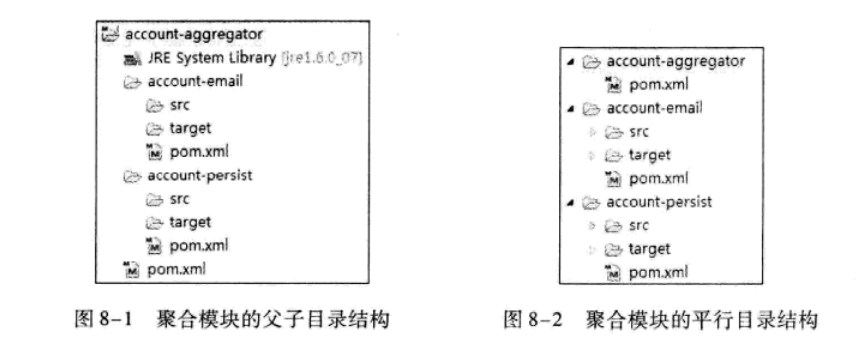 account-aggregator
JRE System Library [jre1.6.0_07]
account-email
src
target
pom.xml
account-persist
src
target
pom.xml
pom.xml
图 8-1 聚合模块的父子目录结构
account-aggregator
pom.xml
account-email
src
target
pom.xml
account-persist
src
target
pom.xml
图 8-2 聚合模块的平行目录结构